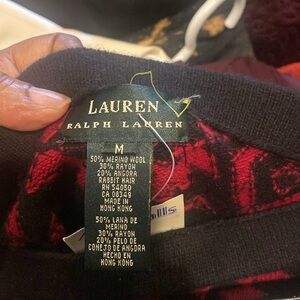 LAUREN
RALPH LAUREN
M
50% MERINO WOOL
30% RAYON
20% ANGORA
RABBIT HAIR
RN 54050
CA 08349
MADE IN
HONG KONG
50% LANA DE
MERINO
30% RAYON
20% PELO DE
CONEJO DE ANGORA
HECHO EN
HONG KONG